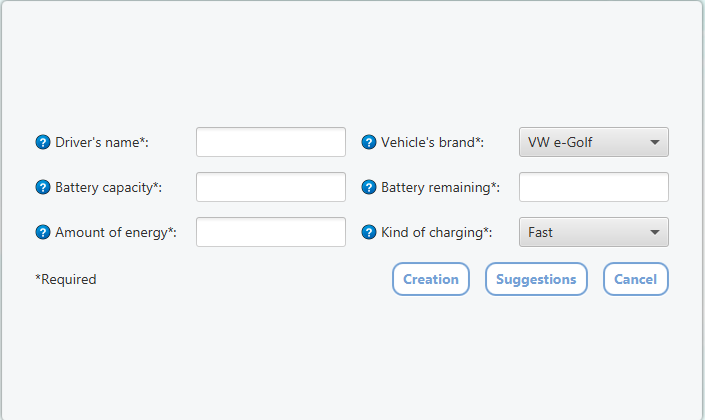 Driver's name*: Vehicle's brand*: VW e-Golf
Battery capacity*: Battery remaining*:
Amount of energy*: Kind of charging*: Fast
*Required Creation Suggestions Cancel